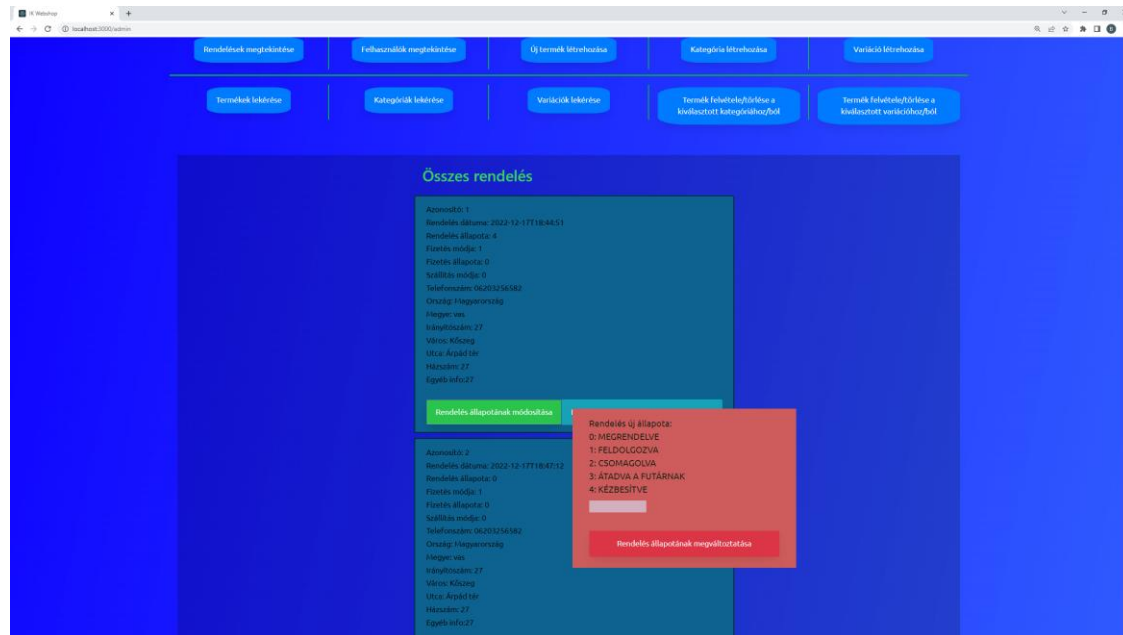 IK Webshop
localhost:3000/admin
Rendelések megtekintése
Felhasználók megtekintése
Új termék létrehozása
Kategória létrehozása
Variáció létrehozása
Termékek lekérése
Kategóriák lekérése
Variációk lekérése
Termék felvétele/törlése a
kiválasztott kategóriához/ból
Termék felvétele/törlése a
kiválasztott variációhoz/ból
Összes rendelés
Azonosító: 1
Rendelés dátuma: 2022-12-17T18:44:51
Rendelés állapota: 4
Fizetés módja: 1
Fizetés állapota: 0
Szállítás módja: 0
Telefonszám: 06203256582
Ország: Magyarország
Megye: vas
Irányítószám: 27
Város: Kőszeg
Utca: Árpád tér
Házszám: 27
Egyéb info:27
Rendelés állapotának módosítása
Azonosító: 2
Rendelés dátuma: 2022-12-17T18:47:12
Rendelés állapota: 0
Fizetés módja: 1
Fizetés állapota: 0
Szállítás módja: 0
Telefonszám: 06203256582
Ország: Magyarország
Megye: vas
Irányítószám: 27
Város: Kőszeg
Utca: Árpád tér
Házszám: 27
Egyéb info:27
Rendelés új állapota:
0: MEGRENDELVE
1: FELDOLGOZVA
2: CSOMAGOLVA
3: ÁTADVA A FUTÁRNAK
4: KÉZBESÍTVE
Rendelés állapotának megváltoztatása